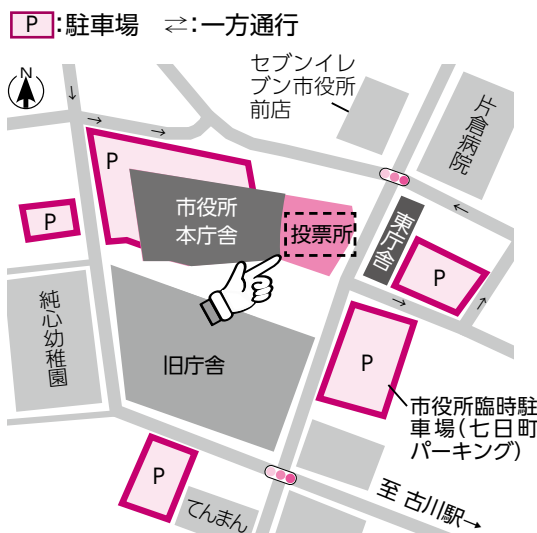 P:駐車場 ⇄:一方通行
N
セブンイレ
ブン市役所
前店
片倉病院
P
市役所
本庁舎
投票所
東庁舎
P
P
純心幼稚園
旧庁舎
P
市役所臨時駐
車場(七日町
パーキング)
P
てんまん
至 古川駅→